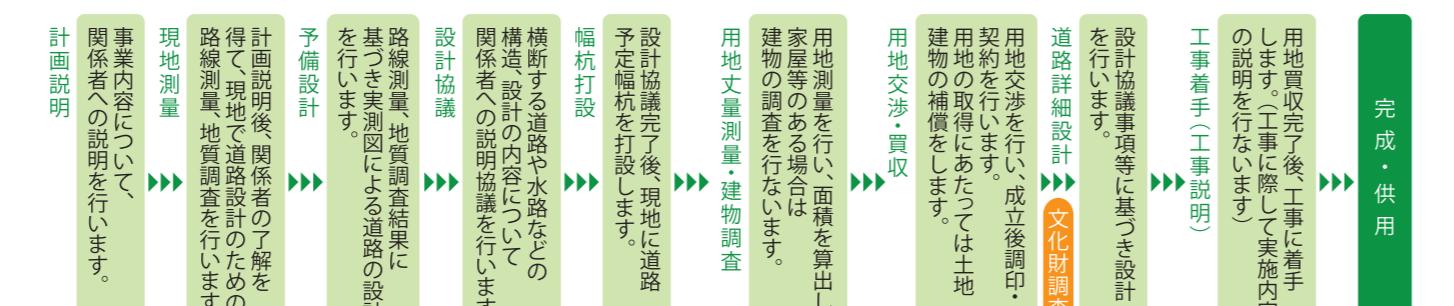 計画説明
事業内容について、
関係者への説明を行います。
現地測量
計画説明後、関係者の了解を
得て、現地で道路設計のための
路線測量、地質調査を行います
予備設計
路線測量、地質調査結果に
基づき実測図による道路の設計
を行います。
設計協議
横断する道路や水路などの
構造、設計の内容について
関係者への説明協議を行います
幅杭打設
設計協議完了後、現地に道路
予定幅杭を打設します。
用地丈量測量・建物調査
用地測量を行い、面積を算出し
家屋等のある場合は
建物の調査を行ないます。
用地交渉・買収
用地交渉を行い、成立後調印・
契約を行います。
用地の取得にあたっては土地
建物の補償をします。
道路詳細設計
文化財調査
設計協議事項等に基づき設計
を行います。
工事着手（工事説明）
用地買収完了後、工事に着手
します。（工事に際して実施内容
の説明を行ないます）
完成・供用